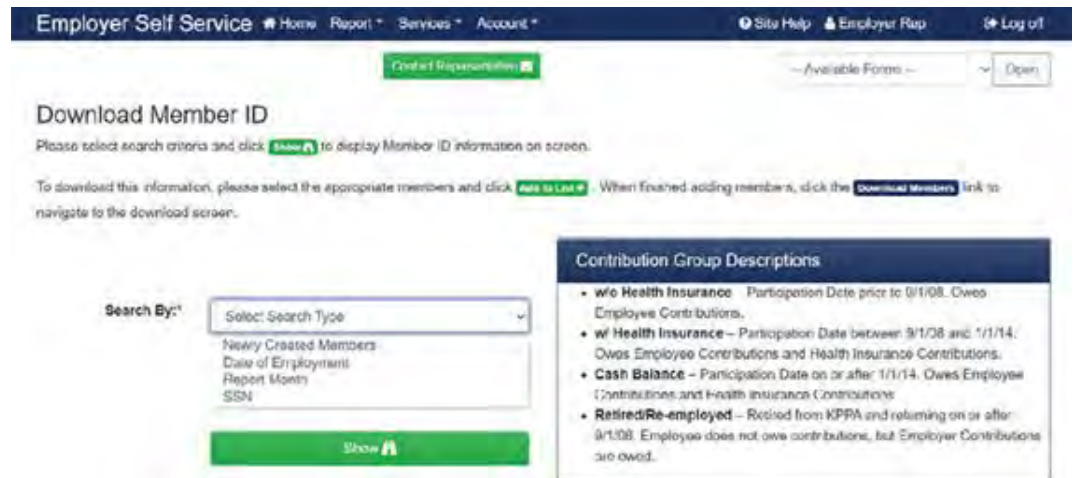 Employer Self Service Home Report Services Account Site Help Employer Rep Log off
Contact Representative
-- Available Forms -- Open
Download Member ID
Please select search criteria and click Show to display Member ID information on screen.
To download this information, please select the appropriate members and click Add to List + . When finished adding members, click the Download Members link to
navigate to the download screen.
Search By:*
Select Search Type
Newly Created Members
Date of Employment
Report Month
SSN
Show
Contribution Group Descriptions
• w/o Health Insurance – Participation Date prior to 9/1/08. Owes
Employee Contributions.
• w/ Health Insurance – Participation Date between 9/1/08 and 1/1/14.
Owes Employee Contributions and Health Insurance Contributions.
• Cash Balance – Participation Date on or after 1/1/14. Owes Employee
Contributions and Health Insurance Contributions
• Retired/Re-employed – Retired from KPPA and returning on or after
9/1/08. Employee does not owe contributions, but Employer Contributions
are owed.